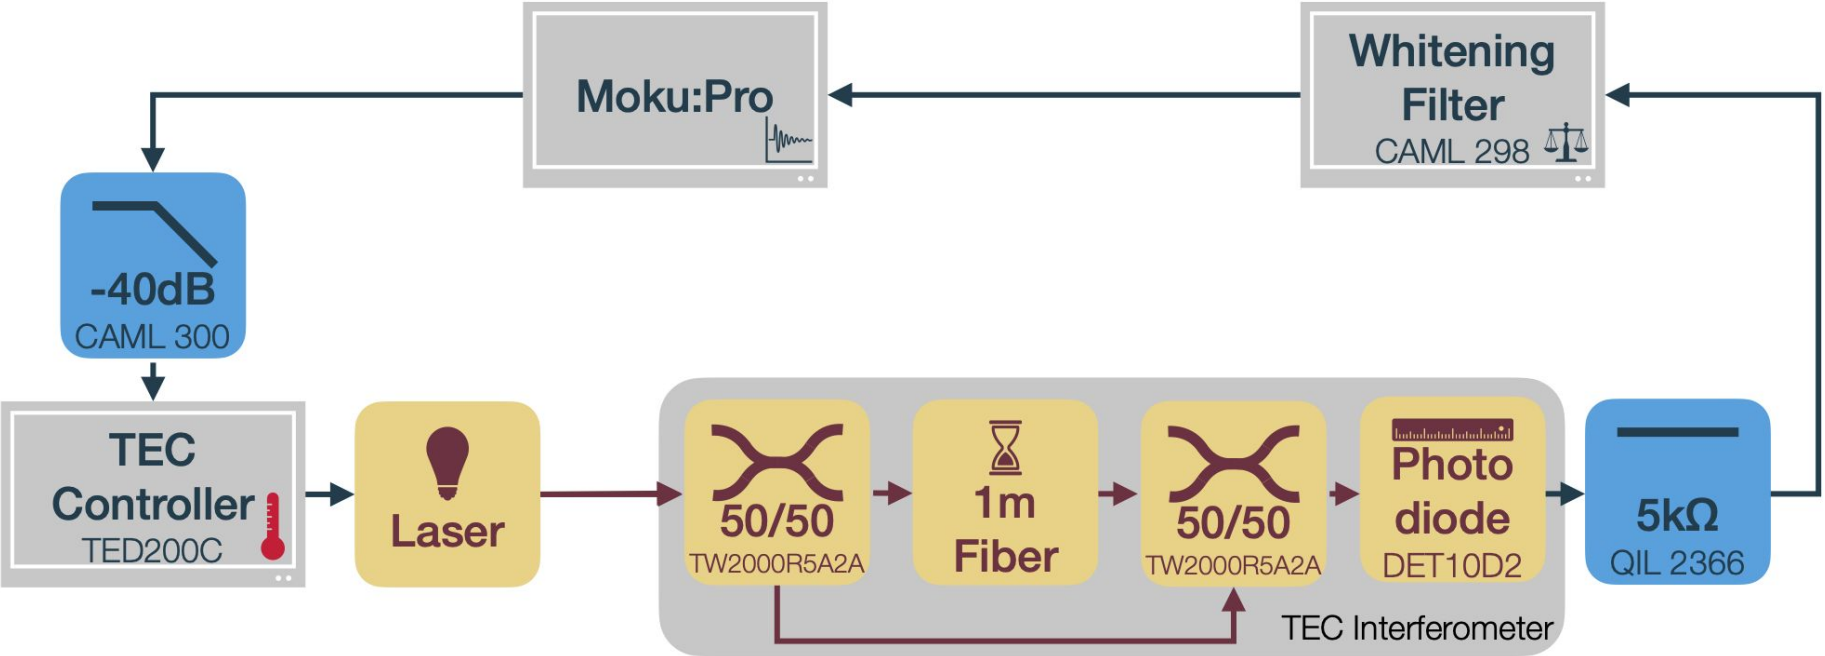 Moku:Pro
Whitening
Filter
CAML 298
-40dB
CAML 300
TEC
Controller
TED200C
Laser
50/50
TW2000R5A2A
1m
Fiber
50/50
TW2000R5A2A
Photo
diode
DET10D2
5kΩ
QIL 2366
TEC Interferometer